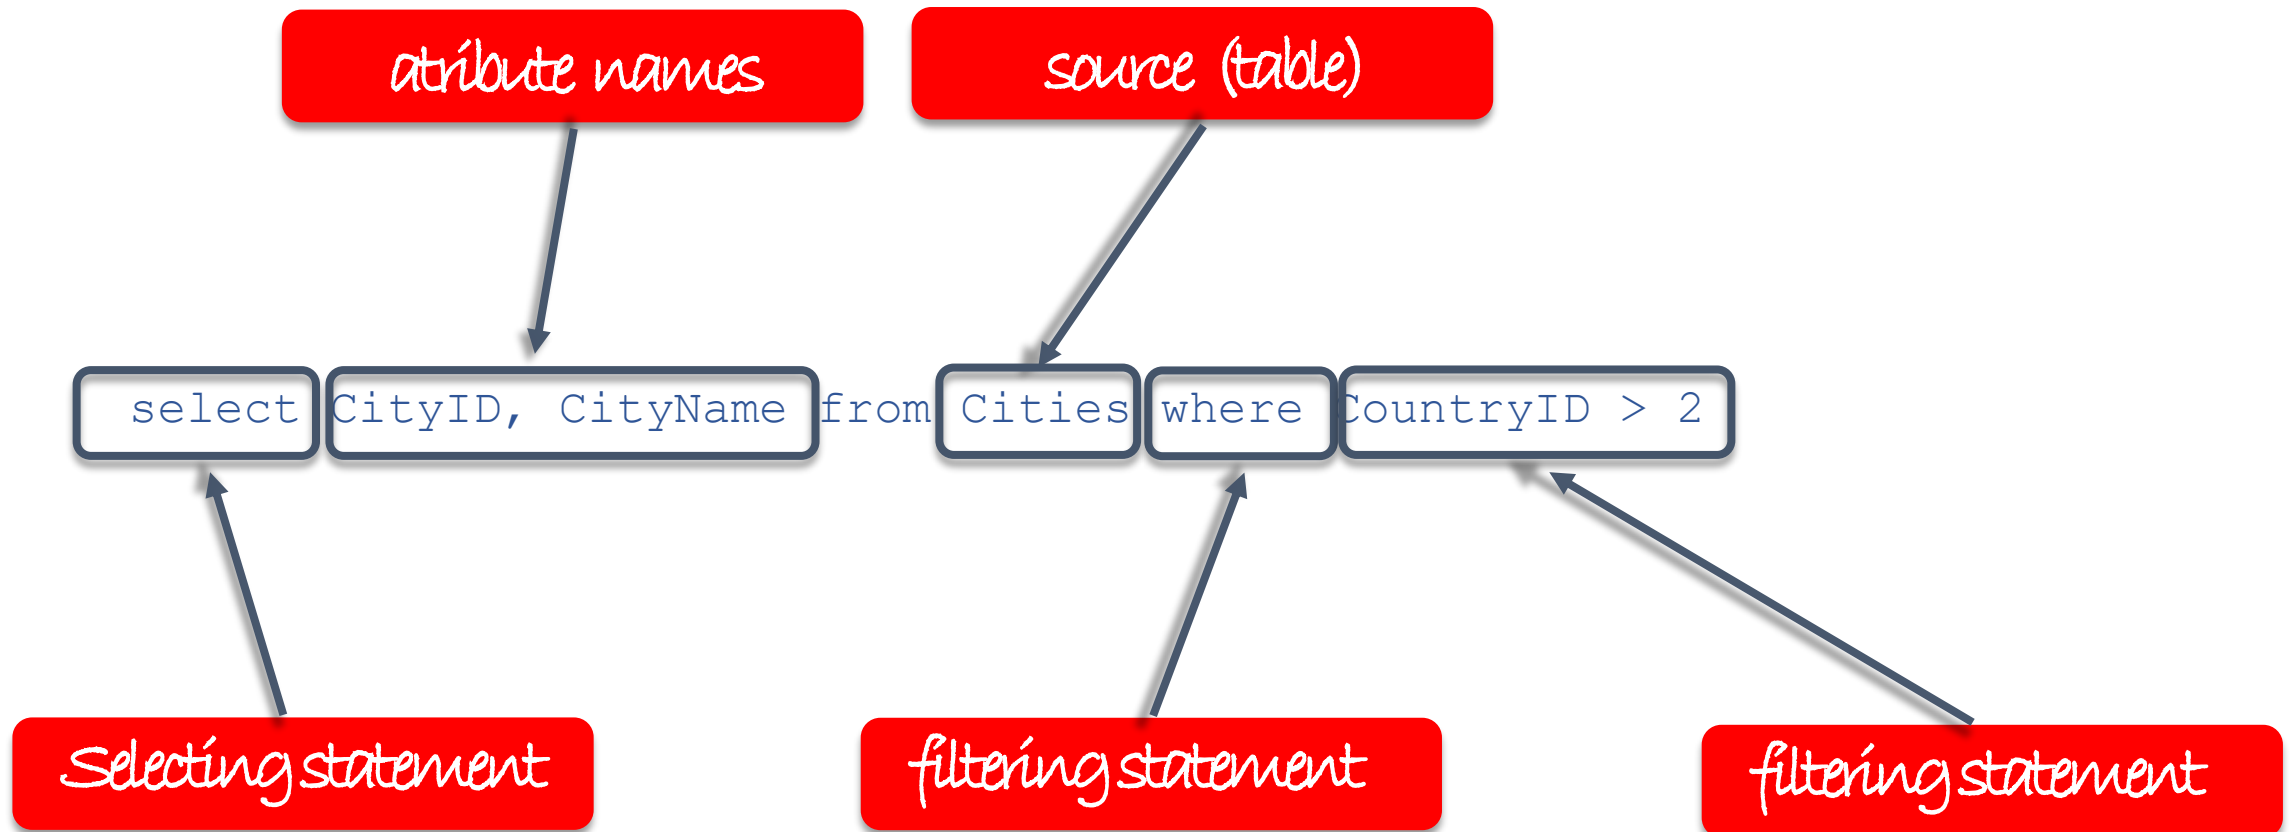 atribute names
source (table)
select CityID, CityName from Cities where CountryID > 2
Selecting statement
filtering statement
filtering statement